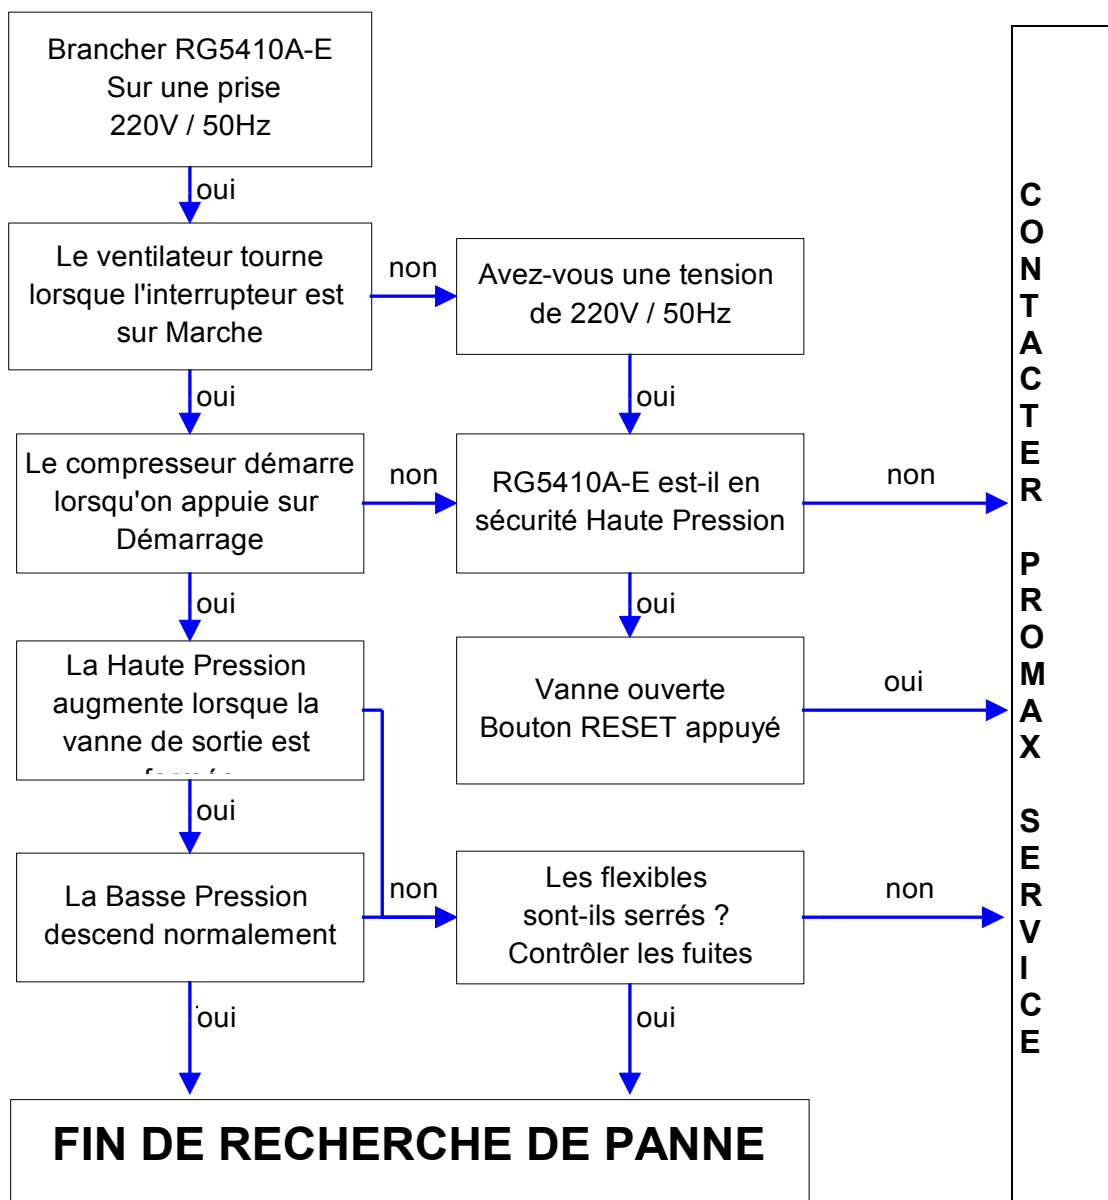 Brancher RG5410A-E
Sur une prise
220V / 50Hz
oui
Le ventilateur tourne
lorsque l'interrupteur est
sur Marche
non
Avez-vous une tension
de 220V / 50Hz
oui
oui
Le compresseur démarre
lorsqu'on appuie sur
Démarrage
non
RG5410A-E est-il en
sécurité Haute Pression
non
oui
oui
La Haute Pression
augmente lorsque la
vanne de sortie est
Vanne ouverte
Bouton RESET appuyé
oui
oui
La Basse Pression
descend normalement
non
Les flexibles
sont-ils serrés ?
Contrôler les fuites
non
oui
oui
FIN DE RECHERCHE DE PANNE
CONTACTER PROMAX SERVICE